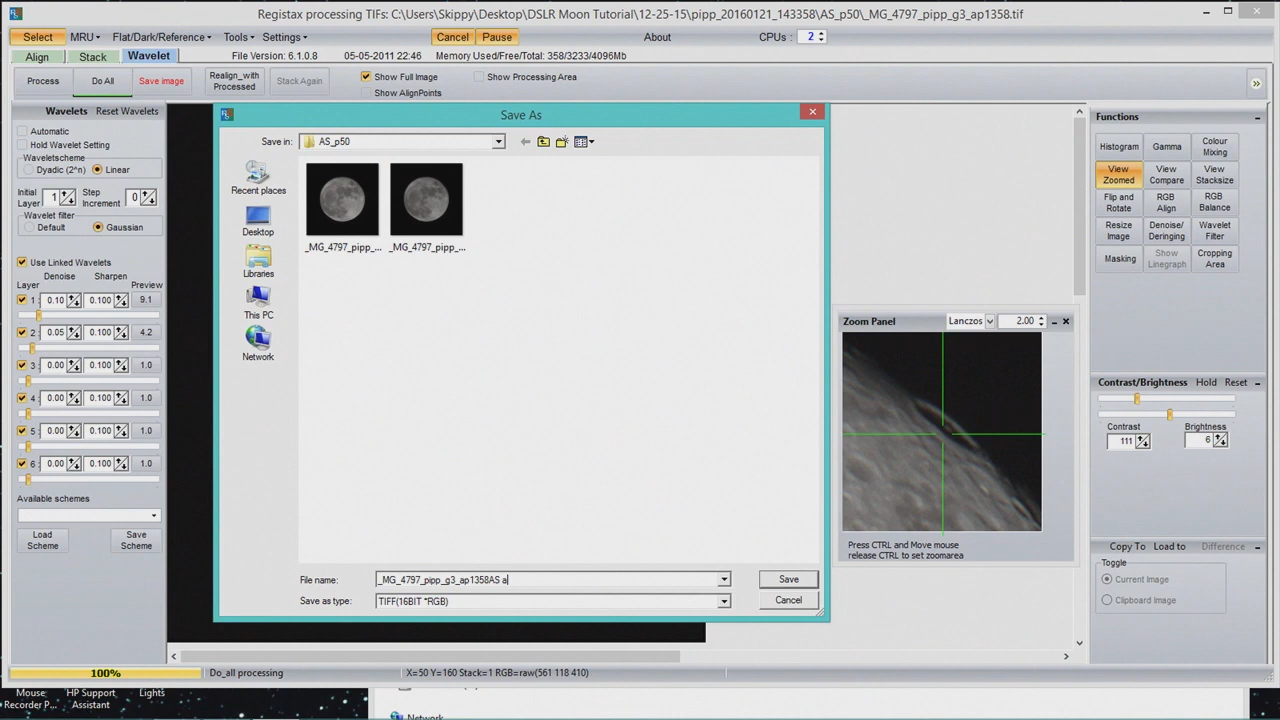 Registax processing TIFs: C:\Users\Skippy\Desktop\DSLR Moon Tutorial\12-25-15\pipp_20160121_143358\AS_p50\_MG_4797_pipp_g3_ap1358.tif
Select MRU Flat/Dark/Reference Tools Settings Cancel Pause About CPUs: 2
Align Stack Wavelet File Version: 6.1.0.8 05-05-2011 22:46 Memory Used/Free/Total: 358/3233/4096Mb
Process Do All Save image Realign_with Processed Stack Again Show Full Image Show Processing Area
Show AlignPoints
Wavelets Reset Wavelets
Automatic
Hold Wavelet Setting
Waveletscheme
Dyadic (2^n) Linear
Initial Layer 1 Step Increment 0
Wavelet filter
Default Gaussian
Use Linked Wavelets
Denoise Sharpen
Layer Preview
1 : 0.10 0.100 9.1
2 : 0.05 0.100 4.2
3 : 0.00 0.100 1.0
4 : 0.00 0.100 1.0
5 : 0.00 0.100 1.0
6 : 0.00 0.100 1.0
Available schemes
Load Scheme Save Scheme
Save As
Save in: AS_p50
Recent places
Desktop
Libraries
This PC
Network
_MG_4797_pipp_... _MG_4797_pipp_...
File name: _MG_4797_pipp_g3_ap1358AS a
Save
Save as type: TIFF(16BIT *RGB)
Cancel
Functions
Histogram Gamma Colour Mixing
View Zoomed View Compare View Stacksize
Flip and Rotate RGB Align RGB Balance
Resize Image Denoise/ Deringing Wavelet Filter
Masking Show Linegraph Cropping Area
Zoom Panel Lanczos 2.00
Press CTRL and Move mouse
release CTRL to set zoomarea
Contrast/Brightness Hold Reset
Contrast Brightness
111 6
Copy To Load to Difference
Toggle
Current Image
Clipboard Image
100% Do_all processing X=50 Y=160 Stack=1 RGB=raw(561 118 410)
Mouse Recorder P... HP Support Assistant Lights
Network